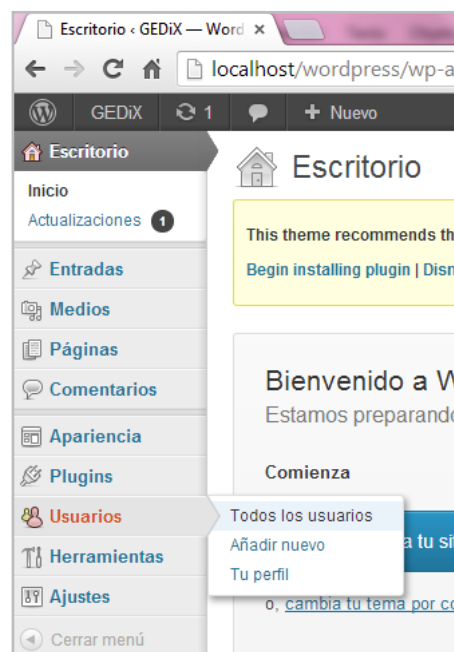 Escritorio ‹ GEDiX — Word
localhost/wordpress/wp-a
GEDiX 1 + Nuevo
Escritorio
Inicio
Actualizaciones 1
Entradas
Medios
Páginas
Comentarios
Apariencia
Plugins
Usuarios
Herramientas
Ajustes
Cerrar menú
Escritorio
This theme recommends th
Begin installing plugin | Disn
Bienvenido a W
Estamos preparando
Comienza
Todos los usuarios
Añadir nuevo
Tu perfil
a tu si
o, cambia tu tema por co